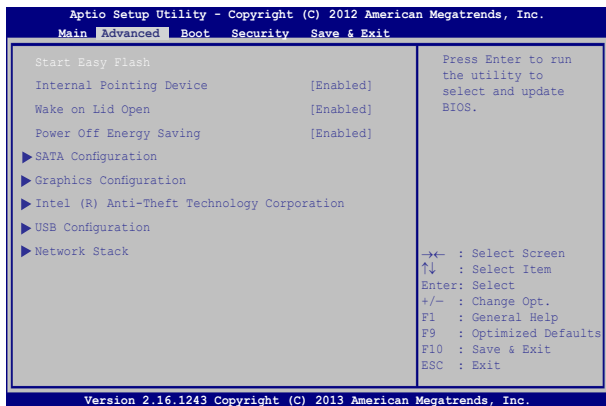 Aptio Setup Utility - Copyright (C) 2012 American Megatrends, Inc.
Main Advanced Boot Security Save & Exit
Start Easy Flash
Internal Pointing Device [Enabled]
Wake on Lid Open [Enabled]
Power Off Energy Saving [Enabled]
SATA Configuration
Graphics Configuration
Intel (R) Anti-Theft Technology Corporation
USB Configuration
Network Stack
Press Enter to run
the utility to
select and update
BIOS.
→← : Select Screen
↑↓ : Select Item
Enter: Select
+/— : Change Opt.
F1 : General Help
F9 : Optimized Defaults
F10 : Save & Exit
ESC : Exit
Version 2.16.1243 Copyright (C) 2013 American Megatrends, Inc.